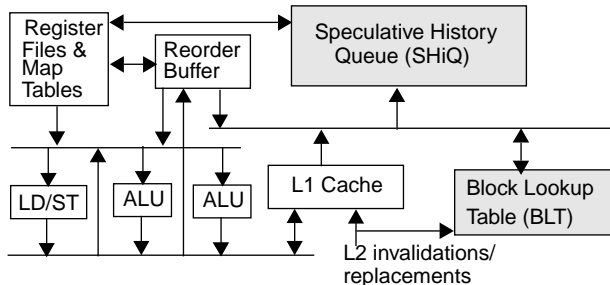 Register
Files &
Map
Tables
Reorder
Buffer
Speculative History
Queue (SHiQ)
LD/ST
ALU
ALU
L1 Cache
Block Lookup
Table (BLT)
L2 invalidations/
replacements